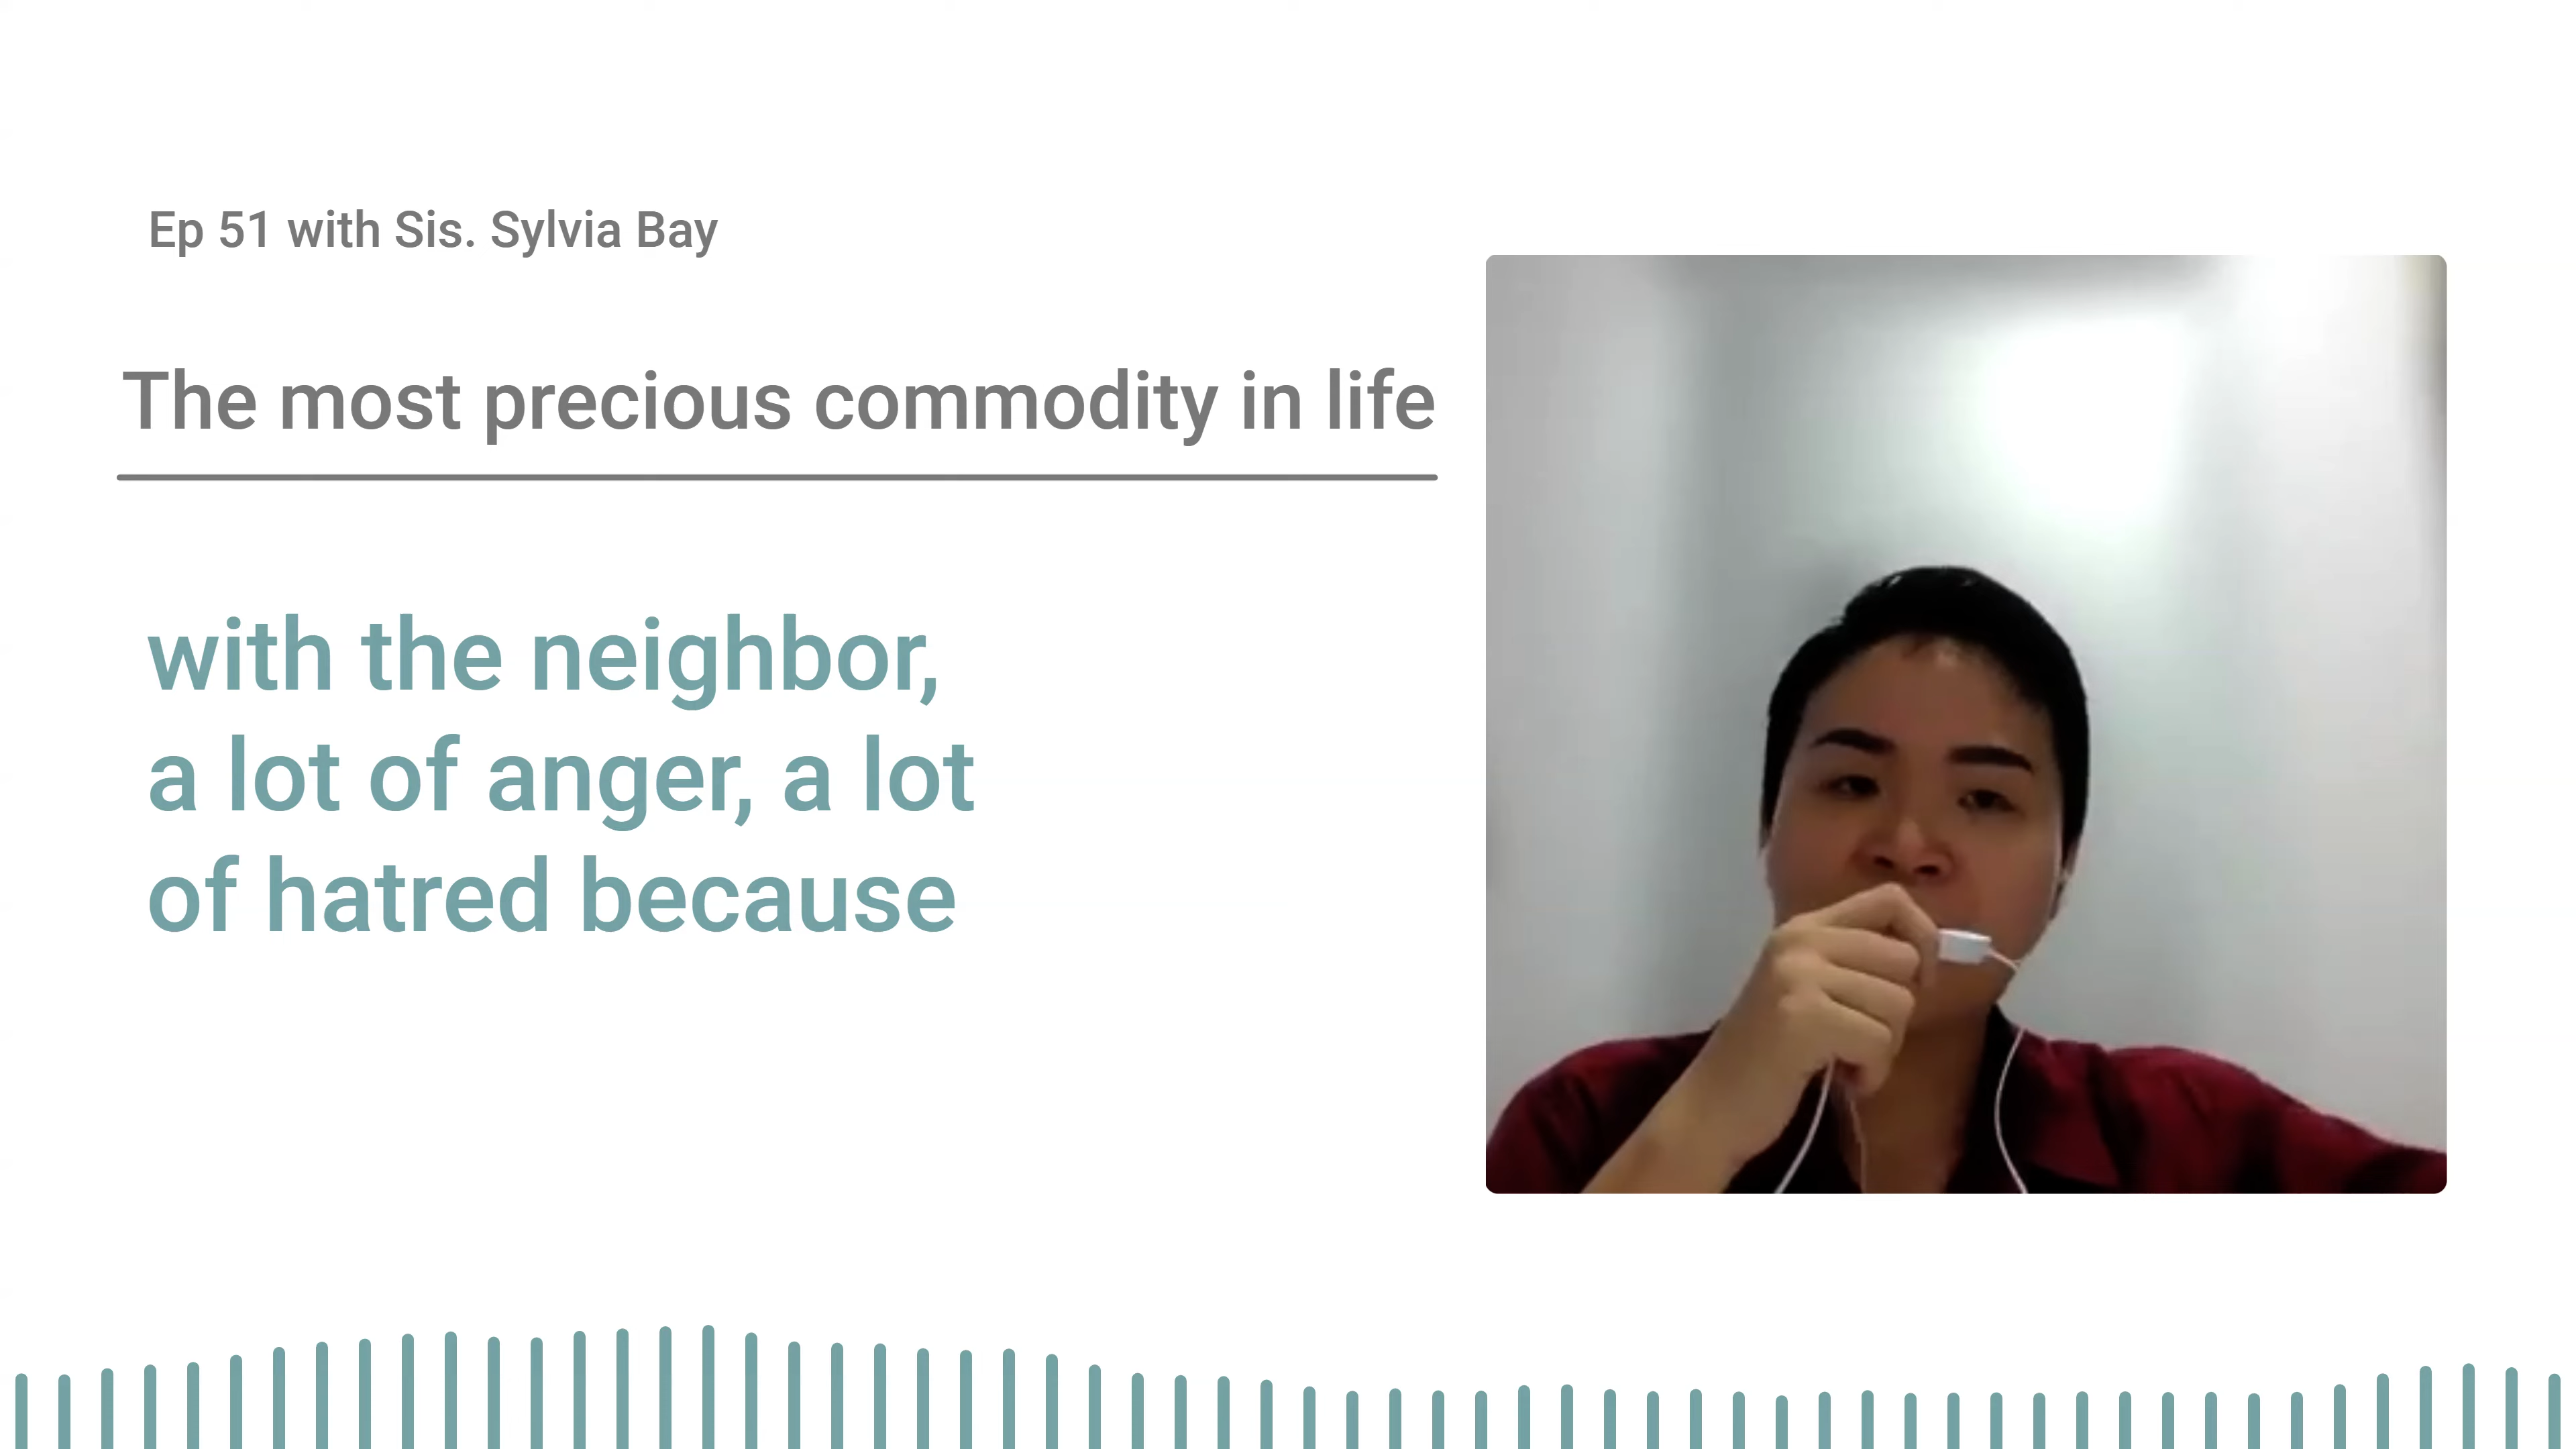 Ep 51 with Sis. Sylvia Bay
The most precious commodity in life
with the neighbor,
a lot of anger, a lot
of hatred because